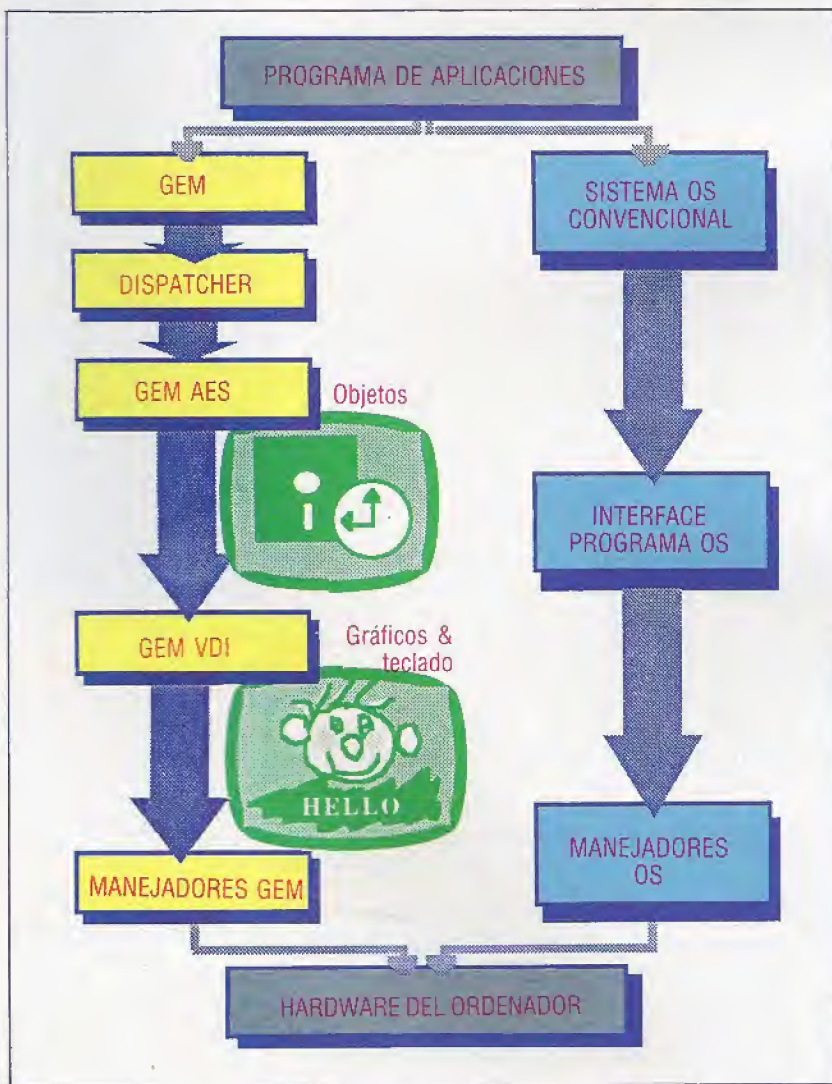 PROGRAMA DE APLICACIONES
GEM
DISPATCHER
GEM AES
Objetos
i
GEM VDI
Gráficos &
teclado
HELLO
MANEJADORES GEM
SISTEMA OS
CONVENCIONAL
INTERFACE
PROGRAMA OS
MANEJADORES
OS
HARDWARE DEL ORDENADOR